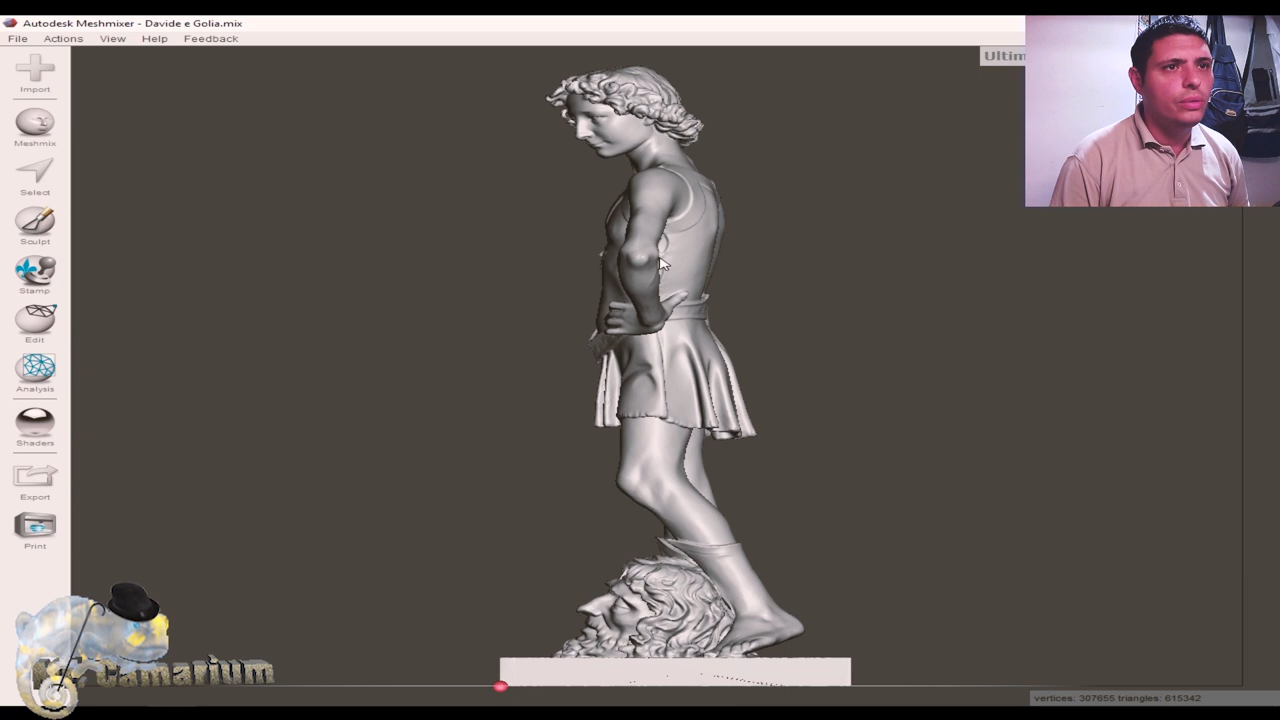 Autodesk Meshmixer - Davide e Golia.mix
File Actions View Help Feedback
Ultim
Import
Meshmix
Select
Sculpt
Stamp
Edit
Analysis
Shaders
Export
Print
Camarium
vertices: 307655 triangles: 615342